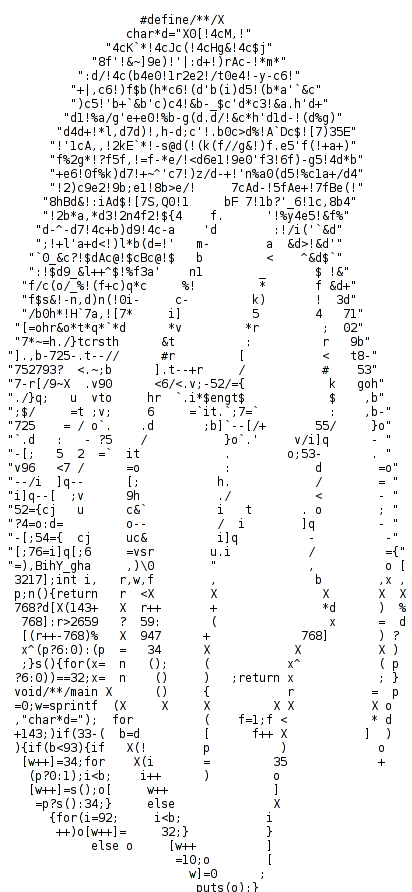 #define/**/X
char*d="X0[!4cM,!"
"4cK`*!4cJc(!4cHg&!4c$j"
"8f'!&~]9e)!'|:d+!)rAc-!*m*"
":d/!4c(b4e0!1r2e2!/t0e4!-y-c6!"
"+|,c6!)f$b(h*c6!(d'b(i)d5!(b*a'`&c"
")c5!'b+`&b'c)c4!&b-_$c'd*c3!&a.h'd+"
"d1!%a/g'e+e0!%b-g(d.d/!&c*h'd1d-!(d%g)
"d4d+!*l,d7d)!,h-d;c'!.b0c>d%!A`Dc$![7)35E"
"!'1cA,,!2kE`*!-s@d(!(k(f//g&!)f.e5'f(!+a+)"
"f%2g*!?f5f,!=f-*e/!<d6e1!9e0'f3!6f)-g5!4d*b"
"+e6!0f%k)d7!+~^'c7!)z/d-+!'n%a0(d5!%c1a+/d4"
"!2)c9e2!9b;e1!8b>e/!     7cAd-!5fAe+!7fBe(!"
"8hBd&!:iAd$![7S,Q0!1     bF 7!1b?'_6!1c,8b4"
"!2b*a,*d3!2n4f2!${4    f.      '!%y4e5!&f%"
"d-^-d7!4c+b)d9!4c-a    'd        :!/i('`&d"
";!+l'a+d<!)l*b(d=!'   m-        a  &d>!&d'"
"`0_&c?!$dAc@!$cBc@!$   b         <    ^&d$`"
":!$d9_&l++^$!%f3a'    n1        _       $ !&"
"f/c(o/_%!(f+c)q*c     %!         *       f &d+"
"f$s&!-n,d)n(!0i-     c-         k)       !  3d"
"/b0h*!H`7a,![7*     i]          5        4   71"
"[=ohr&o*t*q*`*d      *v         *r        ;   02"
"7*~=h./}tcrsth      &t          :          r   9b"
"].,b-725-.t--//      #r         [          <   t8-"
"752793?  <.~;b      ].t--+r     /          #    53"
"7-r[/9~X  .v90      <6/<.v;-52/={           k   goh"
"./}q;   u  vto     hr  `.i*$engt$           $    ,b"
";$/     =t ;v;     6     =`it.`;7=`         :    ,b-"
"725    = / o`.    .d       ;b]`--[/+       55/    }o"
"`.d   :   - ?5    /           }o`.'     v/i]q      -"
"-[;   5  2  =`  it            .        o;53-       ."
"v96   <7 /      =o            :           d        =o"
"--/i  ]q--      [;           h.          /        ="
"i]q--[  ;v      9h          ./           <        -"
"52={cj   u     c&`          i   t      . o        ;"
"?4=o:d=        o--          /  i       ]q         -"
"-[;54={  cj     uc&         i]q         -          -"
"[;76=i]q[;6     =vsr       u.i          /         ={"
"=),BihY_gha     ,)\0       "            ,          o [
3217];int i,   r,w,f                    b       ,x ,
p;n(){return   r  <X          X          X      X  X
768?d[X(143+   X  r++      +              *d    )  %
768]:r>2659    ?  59:      (               x    =  d
[(r++-768)%   X  947      +            768]      ) ?
x^(p?6:0):(p  =   34      X            X       X )
;}s(){for(x=  n   ();     (           x^       ( p
?6:0))==32;x=  n    ()    )   ;return x         ; }
void/**/main X      ()    {           r          =  p
=0;w=sprintf  (X     X     X       X X           X o
,"char*d=");  for         (    f=1;f <           * d
+143;)if(33-(  b=d        [      f++ X          ]  )
){if(b<93){if   X(!        p          )            o
[w++]=34;for    X(i       =         35            +
(p?0:1);i<b;    i++      )         o
[w++]=s();o[     w++               ]
=p?s():34;}     else              X
{for(i=92;     i<b;            i
++)o[w++]=     32;}           }
else o     [w++          ]
=10;o        [
w]=0      ;
puts(o);}